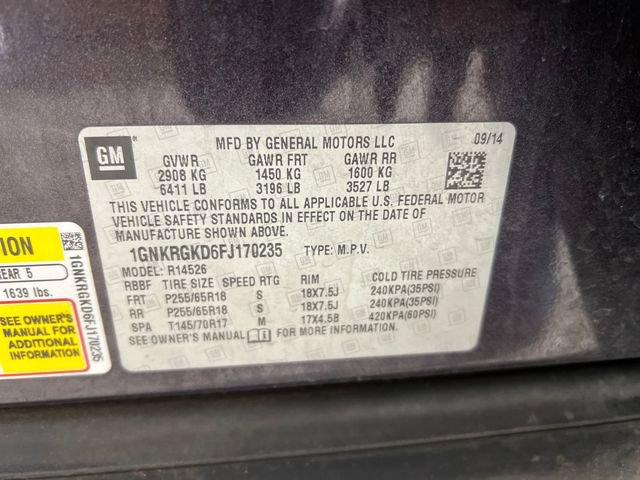 GM
MFD BY GENERAL MOTORS LLC
09/14
GVWR GAWR FRT GAWR RR
2908 KG 1450 KG 1600 KG
6411 LB 3196 LB 3527 LB
THIS VEHICLE CONFORMS TO ALL APPLICABLE U.S. FEDERAL MOTOR
VEHICLE SAFETY STANDARDS IN EFFECT ON THE DATE OF
MANUFACTURE SHOWN ABOVE.
1GNKRGKD6FJ170235 TYPE: M.P.V.
MODEL: R14526
RBBF TIRE SIZE SPEED RTG RIM COLD TIRE PRESSURE
FRT P255/65R18 S 18X7.5J 240KPA(35PSI)
RR P255/65R18 S 18X7.5J 240KPA(35PSI)
SPA T145/70R17 M 17X4.5B 420KPA(60PSI)
SEE OWNER'S MANUAL FOR MORE INFORMATION
TION
REAR 5
1639 lbs.
SEE OWNER'S
MANUAL FOR
ADDITIONAL
INFORMATION
1GNKRGKD6FJ170235